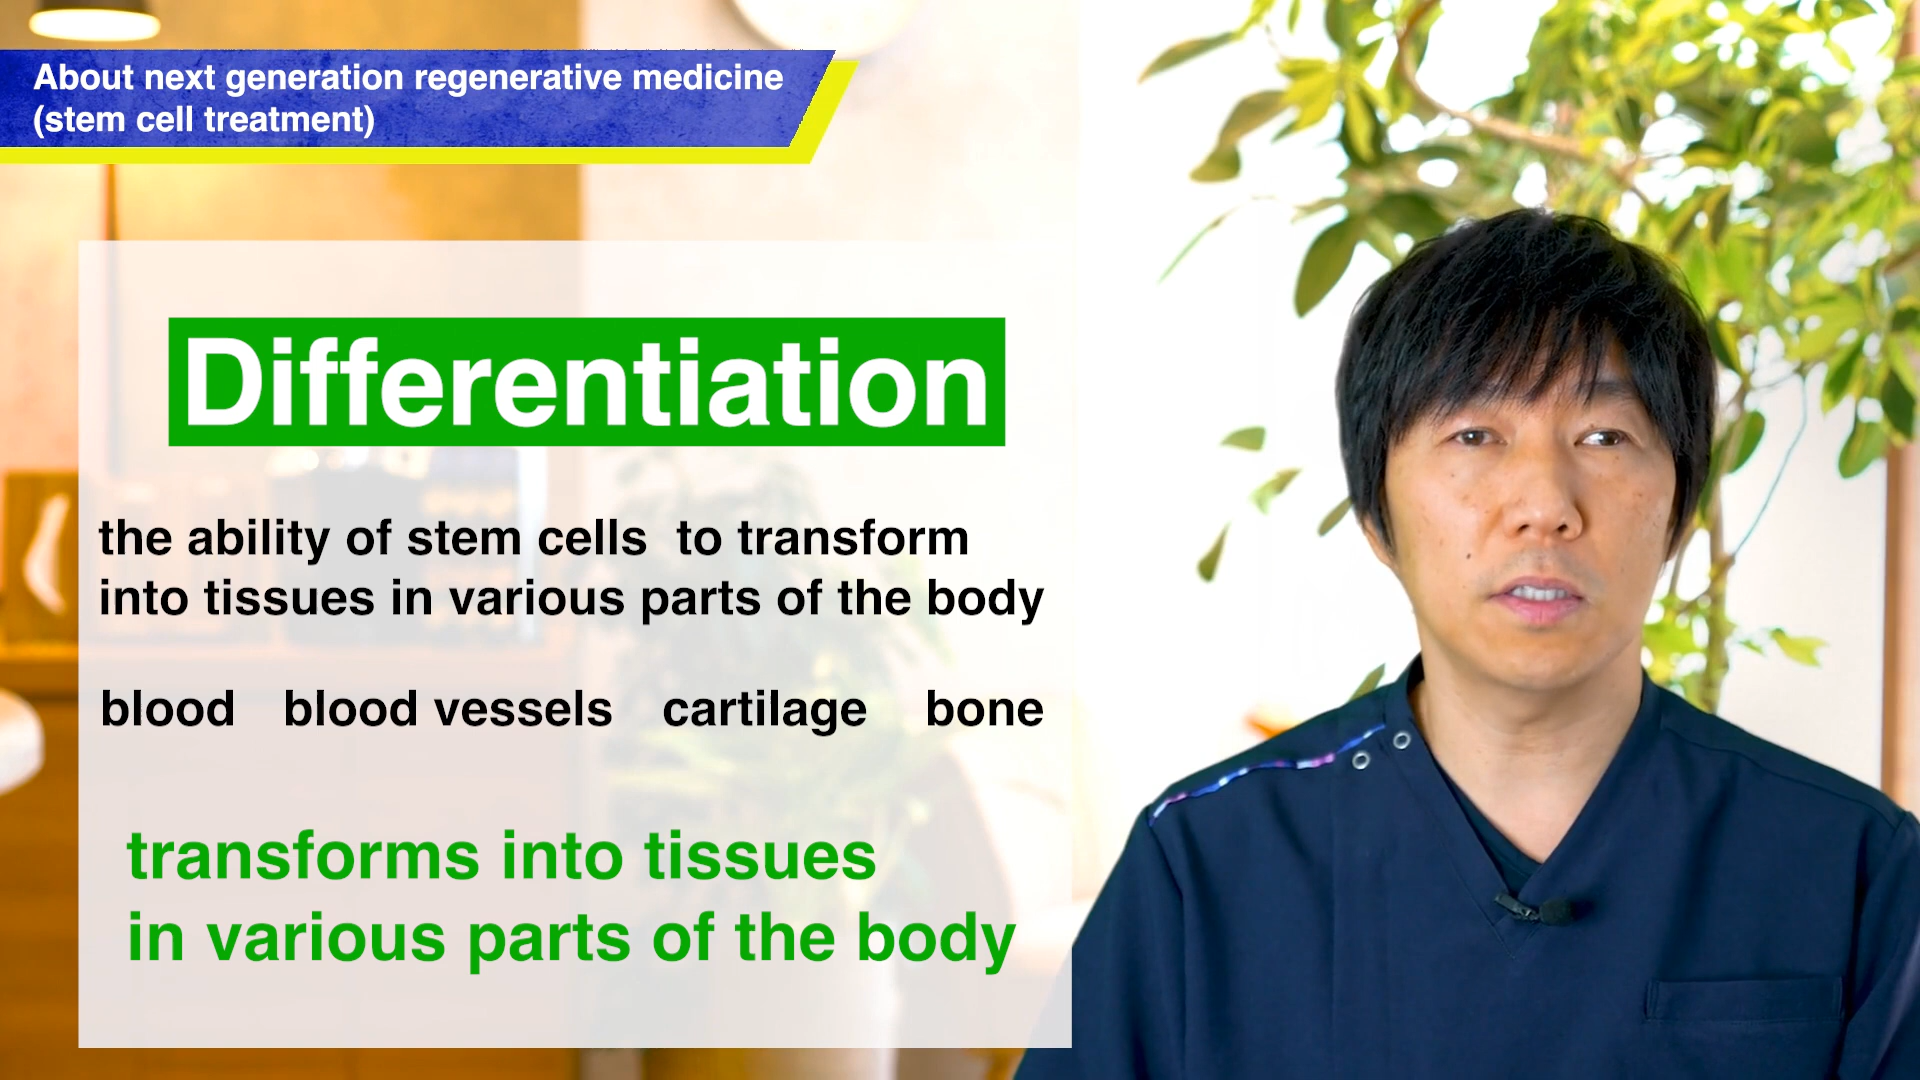 About next generation regenerative medicine
(stem cell treatment)
Differentiation
the ability of stem cells to transform
into tissues in various parts of the body
blood blood vessels cartilage bone
transforms into tissues
in various parts of the body